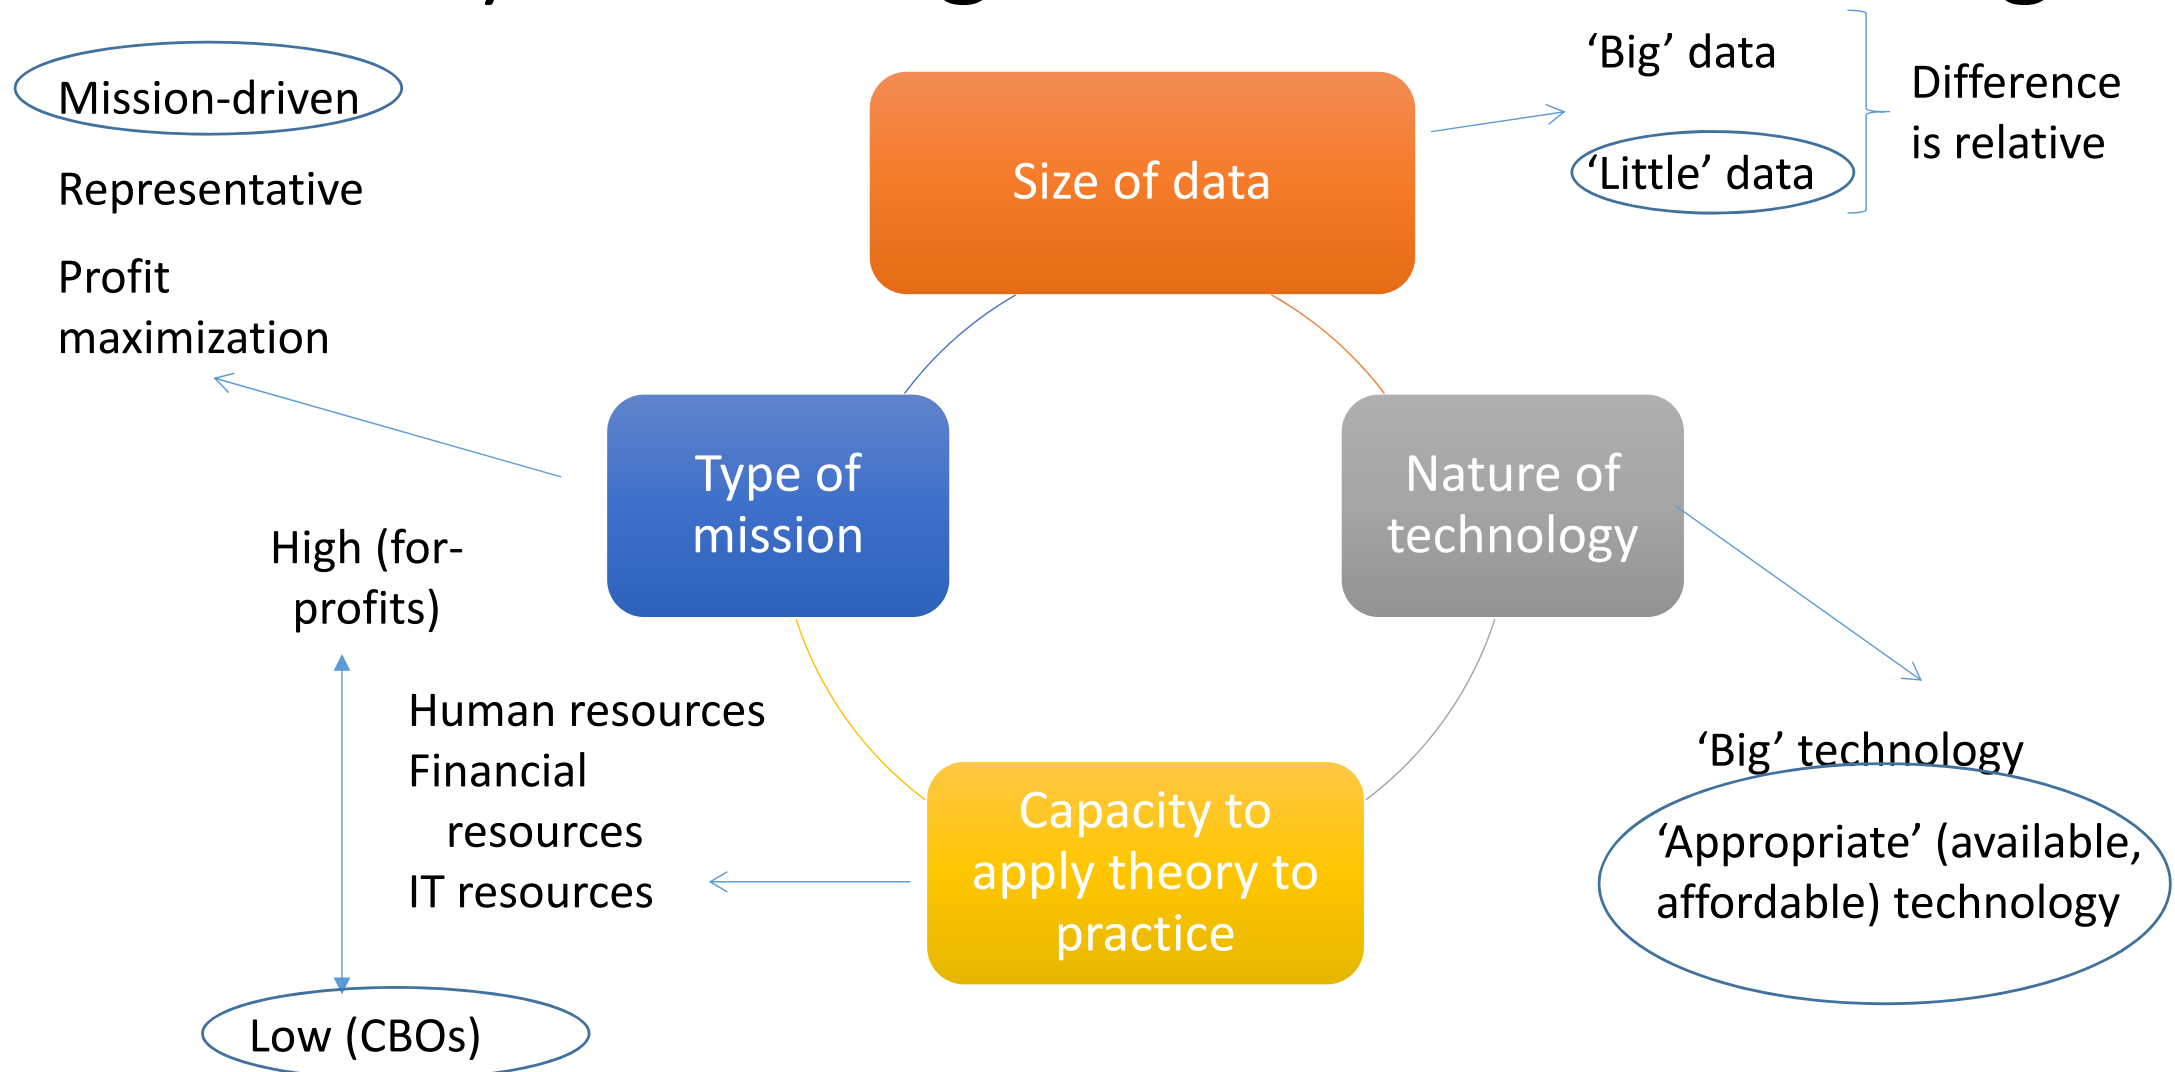 Mission-driven
Representative
Profit
maximization
Size of data
‘Big’ data
‘Little’ data
Difference
is relative
Type of
mission
Nature of
technology
High (for-
profits)
Human resources
Financial
resources
IT resources
Low (CBOs)
Capacity to
apply theory to
practice
‘Big’ technology
‘Appropriate’ (available,
affordable) technology